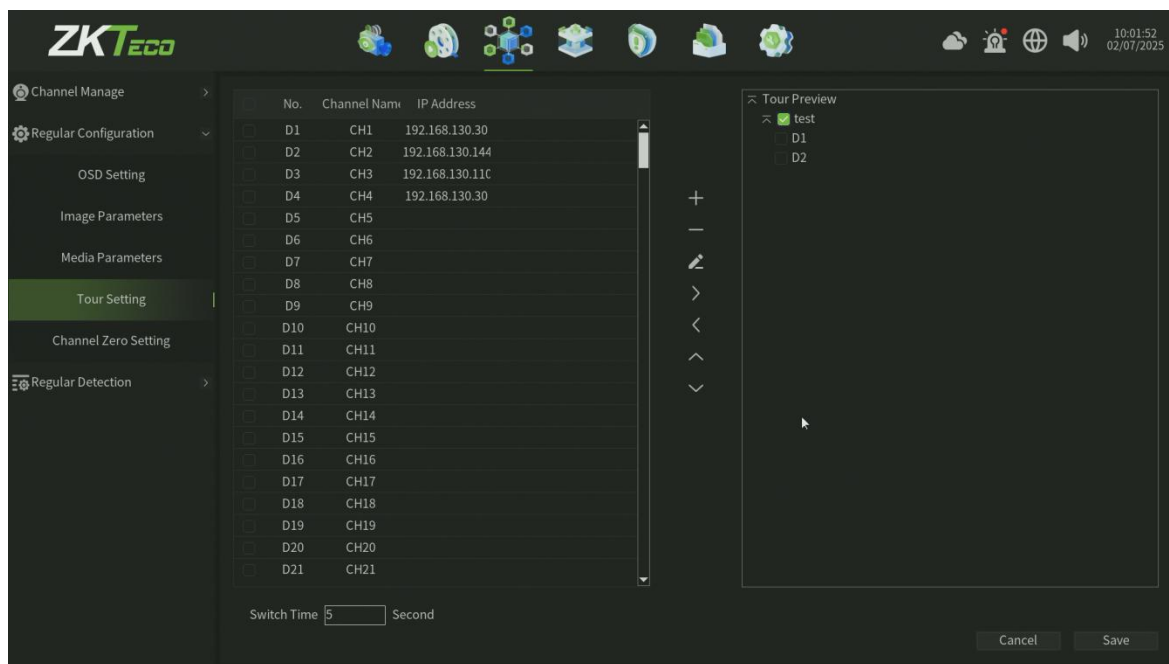 ZKTECO
10:01:52
02/07/2025
Channel Manage
Regular Configuration
OSD Setting
Image Parameters
Media Parameters
Tour Setting
Channel Zero Setting
Regular Detection
No. Channel Name IP Address
D1 CH1 192.168.130.30
D2 CH2 192.168.130.144
D3 CH3 192.168.130.110
D4 CH4 192.168.130.30
D5 CH5
D6 CH6
D7 CH7
D8 CH8
D9 CH9
D10 CH10
D11 CH11
D12 CH12
D13 CH13
D14 CH14
D15 CH15
D16 CH16
D17 CH17
D18 CH18
D19 CH19
D20 CH20
D21 CH21
Switch Time 5 Second
Tour Preview
test
D1
D2
Cancel Save